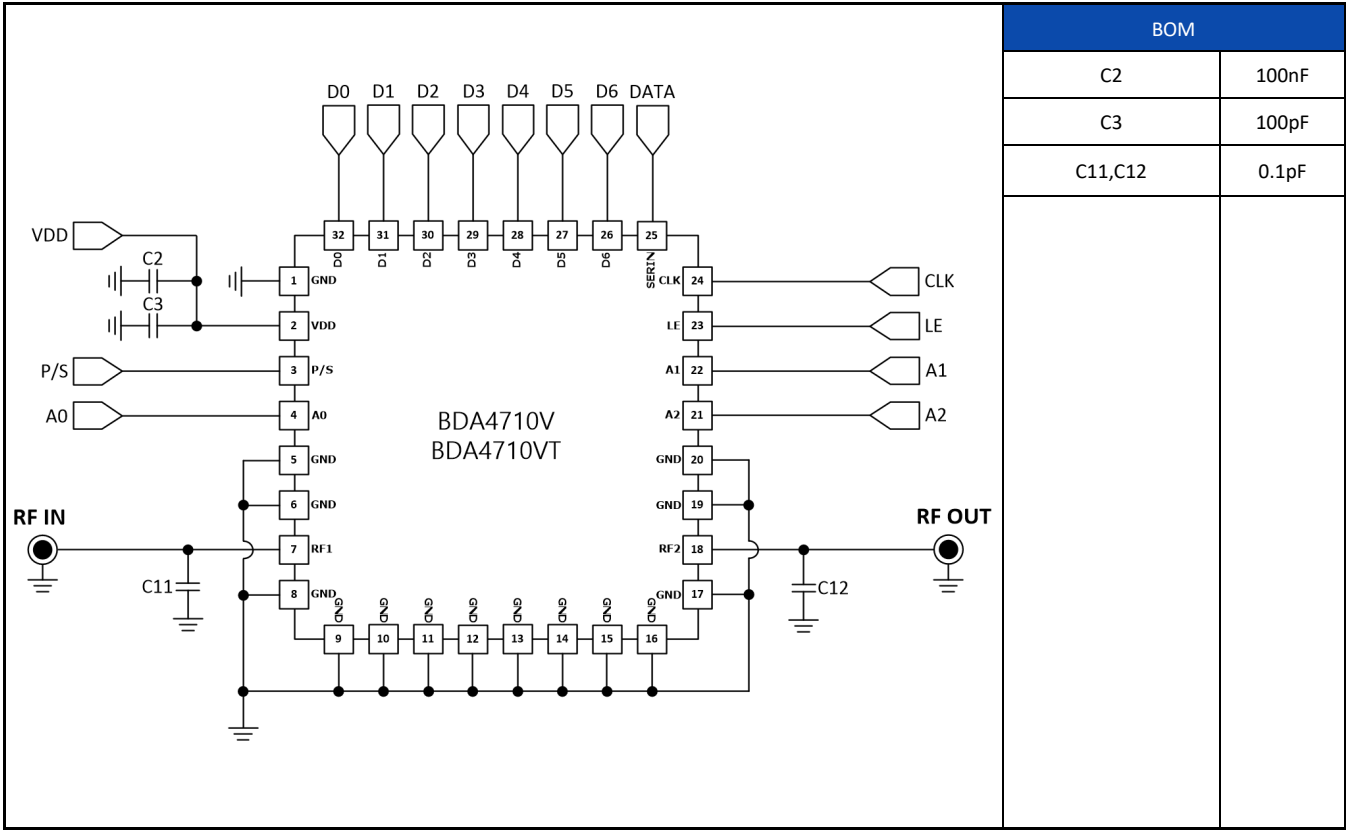 BOM
C2 100nF
C3 100pF
C11,C12 0.1pF
D0 D1 D2 D3 D4 D5 D6 DATA
32 31 30 29 28 27 26 25
D0 D1 D2 D3 D4 D5 D6 SERIN
VDD
C2
C3
P/S
A0
RF IN
C11
1 GND
2 VDD
3 P/S
4 A0
5 GND
6 GND
7 RF1
8 GND
BDA4710V
BDA4710VT
CLK 24 CLK
LE 23 LE
A1 22 A1
A2 21 A2
GND 20
GND 19
RF2 18
GND 17
RF OUT
C12
GND GND GND GND GND GND GND GND
9 10 11 12 13 14 15 16